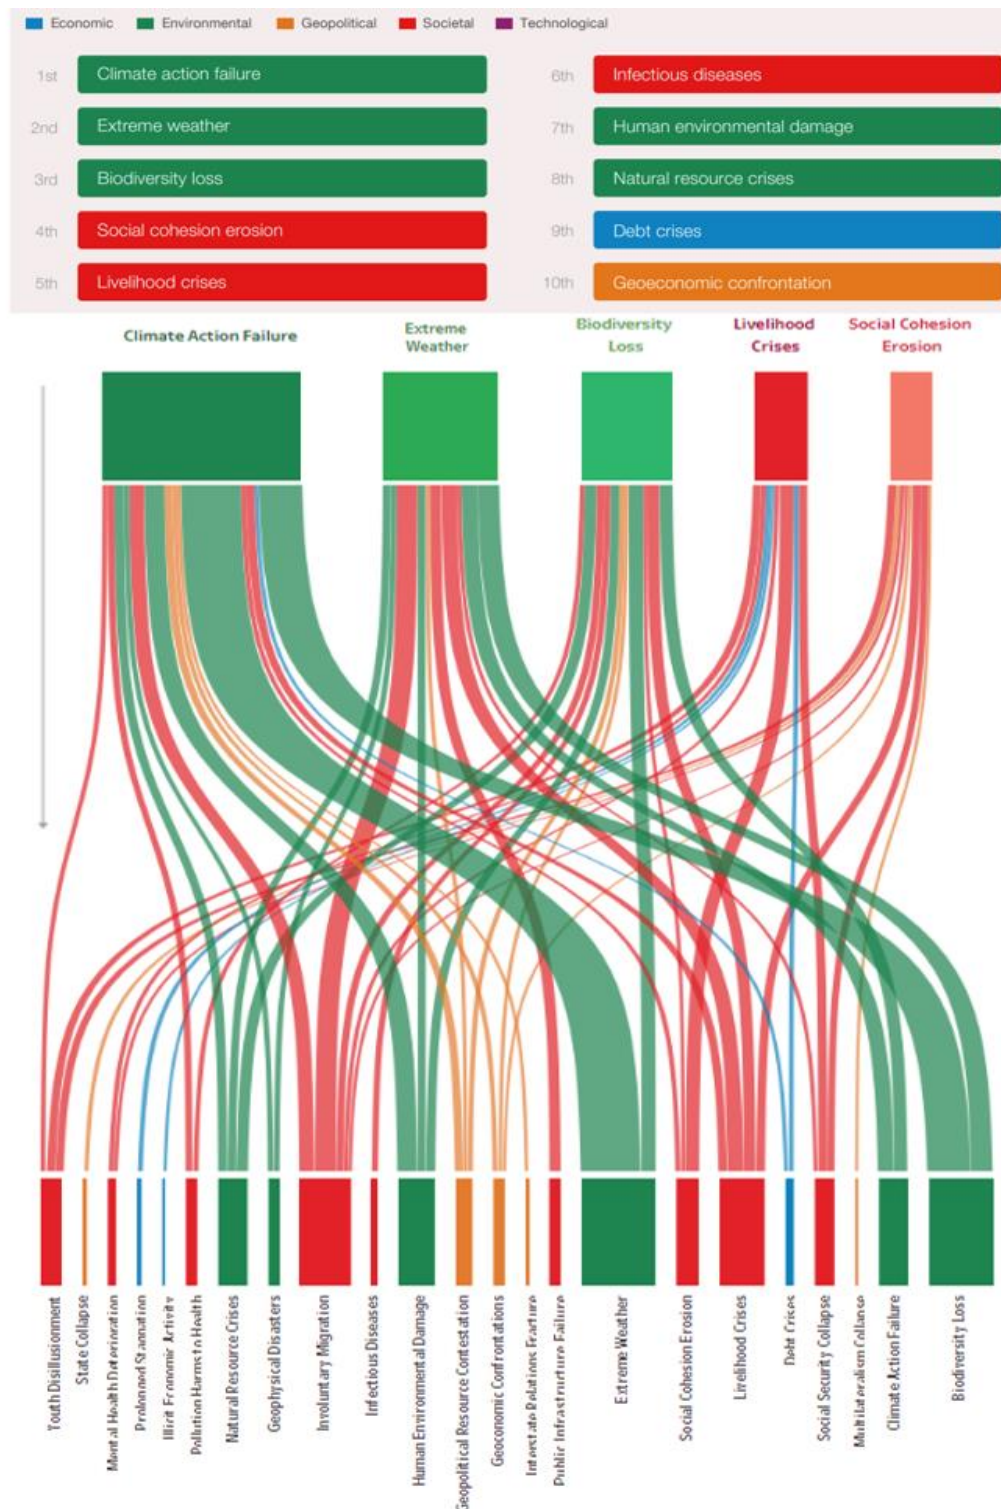 Economic Environmental Geopolitical Societal Technological
1st Climate action failure
2nd Extreme weather
3rd Biodiversity loss
4th Social cohesion erosion
5th Livelihood crises
6th Infectious diseases
7th Human environmental damage
8th Natural resource crises
9th Debt crises
10th Geoeconomic confrontation
Climate Action Failure
Extreme
Weather
Biodiversity
Loss
Livelihood
Crises
Social Cohesion
Erosion
Youth Disillusionment
State Collapse
Mental Health Deterioration
Prolonged Stagnation
Illicit Economic Activity
Pollution Harms to Health
Natural Resource Crises
Geophysical Disasters
Involuntary Migration
Infectious Diseases
Human Environmental Damage
Geopolitical Resource Contestation
Geoconomic Confrontations
Interstate Relations
Public Infrastructure Failure
Extreme Weather
Social Cohesion Erosion
Livelihood Crises
Debt Crises
Social Security Collapse
Multilateralism Collapse
Climate Action Failure
Biodiversity Loss